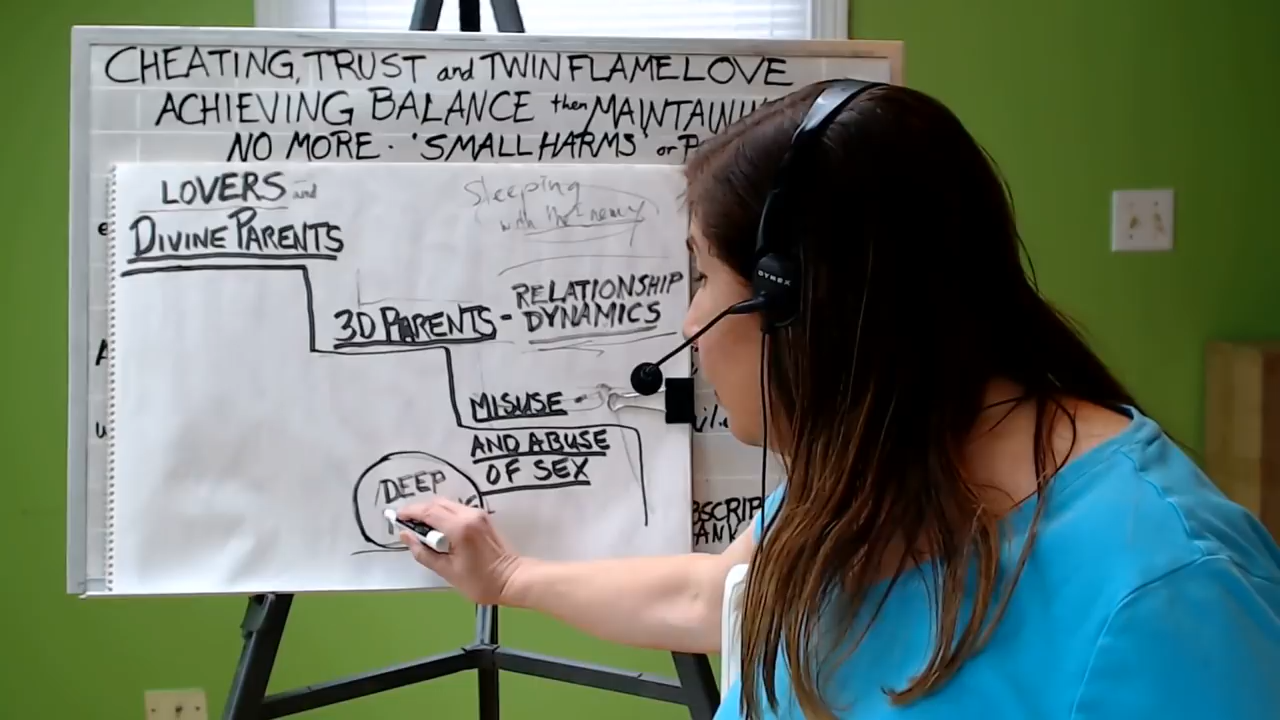 CHEATING, TRUST and TWIN FLAME LOVE
ACHIEVING BALANCE then
NO MORE. 'SMALL HARMS' or
LOVERS and
DIVINE PARENTS
Sleeping
with the Enemy
3D PARENTS - RELATIONSHIP
DYNAMICS
MISUSE -
AND ABUSE
OF SEX
DEEP
CYREX